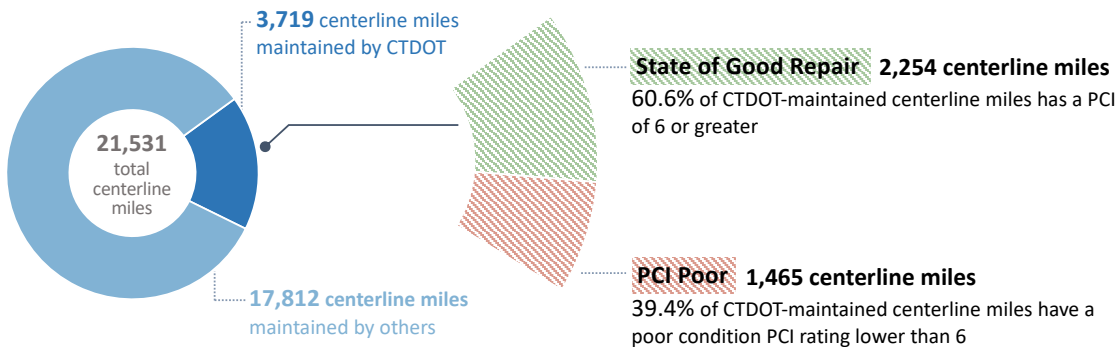 3,719 centerline miles
maintained by CTDOT
21,531
total
centerline
miles
17,812 centerline miles
maintained by others
State of Good Repair 2,254 centerline miles
60.6% of CTDOT-maintained centerline miles has a PCI
of 6 or greater
PCI Poor 1,465 centerline miles
39.4% of CTDOT-maintained centerline miles have a
poor condition PCI rating lower than 6